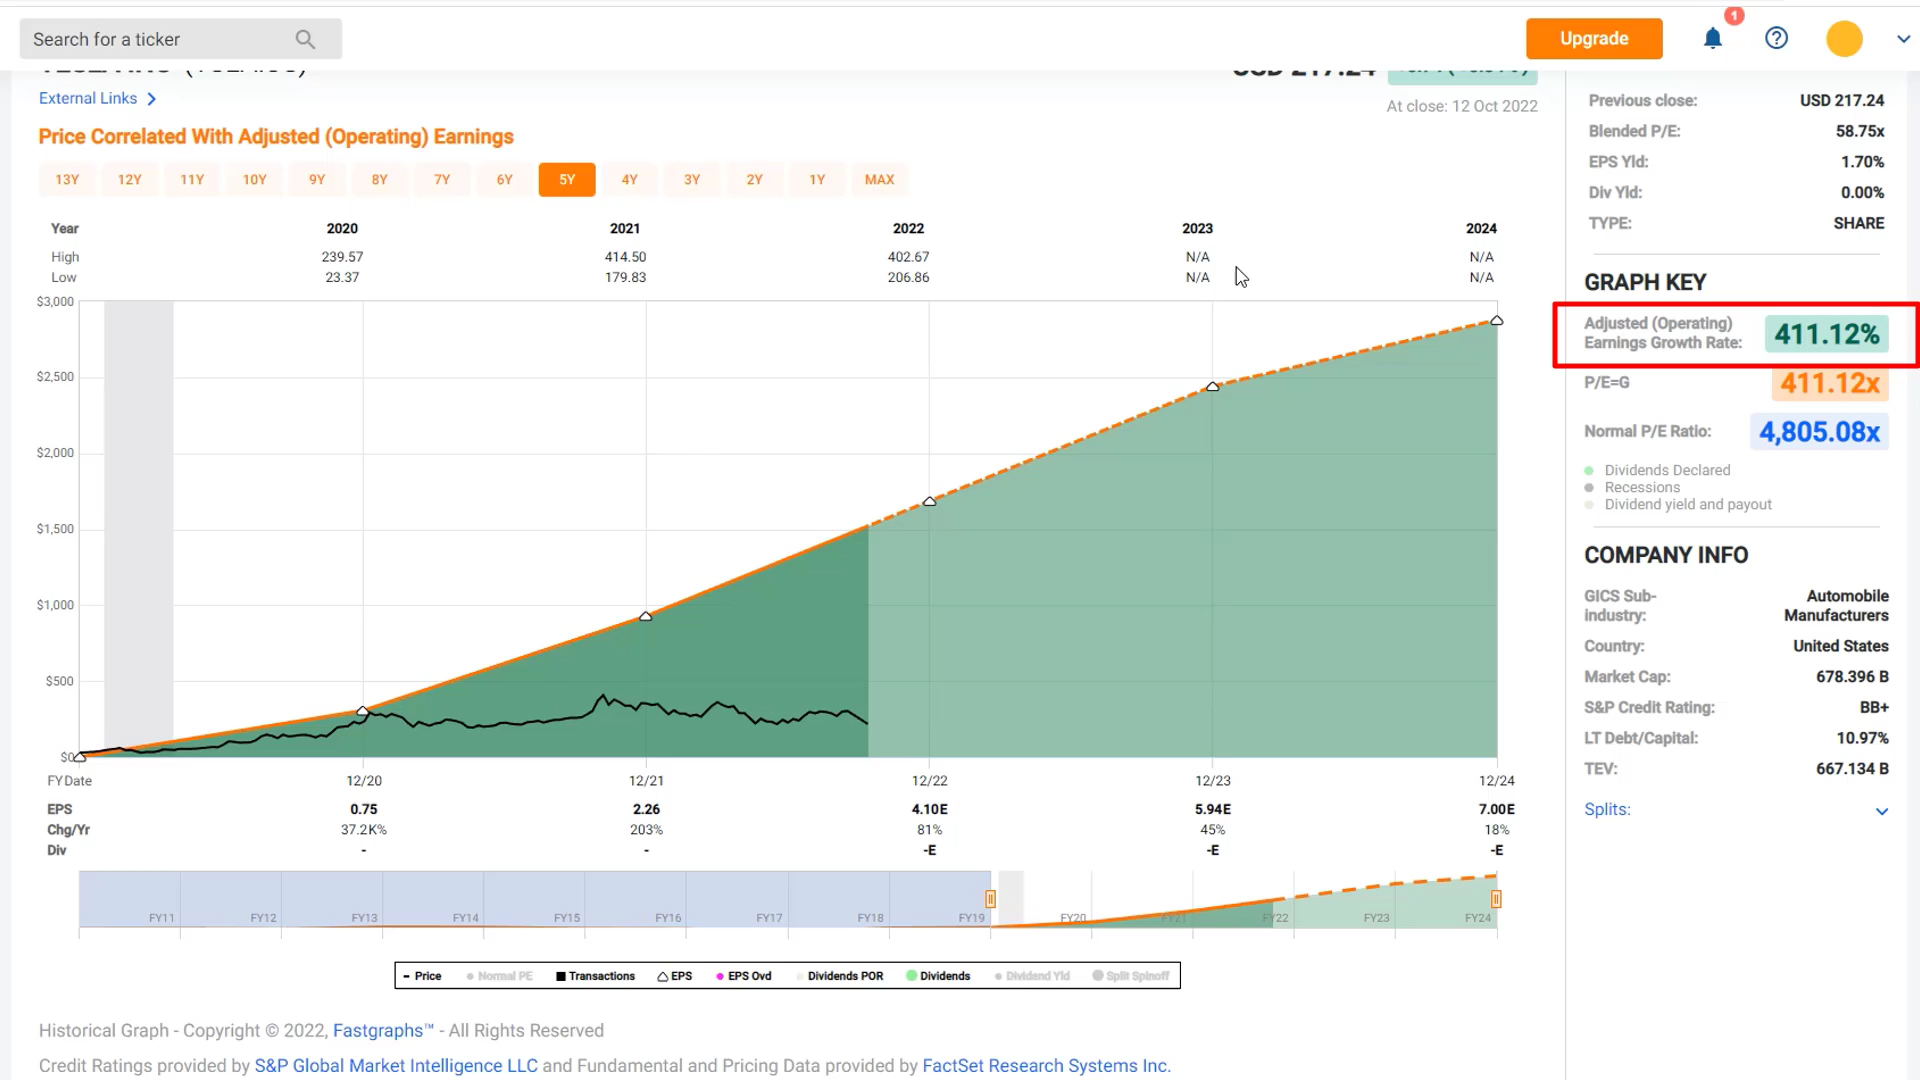 Search for a ticker
Upgrade
1
External Links
At close: 12 Oct 2022
Price Correlated With Adjusted (Operating) Earnings
13Y 12Y 11Y 10Y 9Y 8Y 7Y 6Y 5Y 4Y 3Y 2Y 1Y MAX
Year 2020 2021 2022 2023 2024
High 239.57 414.50 402.67 N/A N/A
Low 23.37 179.83 206.86 N/A N/A
$3,000
$2,500
$2,000
$1,500
$1,000
$500
$0
FY Date 12/20 12/21 12/22 12/23 12/24
EPS 0.75 2.26 4.10E 5.94E 7.00E
Chg/Yr 37.2K% 203% 81% 45% 18%
Div - - -E -E -E
FY11 FY12 FY13 FY14 FY15 FY16 FY17 FY18 FY19 FY20 FY21 FY22 FY23 FY24
Price Normal PE Transactions EPS EPS Ovd Dividends POR Dividends Dividend Yld Split Spinoff
Historical Graph - Copyright © 2022, Fastgraphs™ - All Rights Reserved
Credit Ratings provided by S&P Global Market Intelligence LLC and Fundamental and Pricing Data provided by FactSet Research Systems Inc.
Previous close: USD 217.24
Blended P/E: 58.75x
EPS Yld: 1.70%
Div Yld: 0.00%
TYPE: SHARE
GRAPH KEY
Adjusted (Operating)
Earnings Growth Rate: 411.12%
P/E=G 411.12x
Normal P/E Ratio: 4,805.08x
Dividends Declared
Recessions
Dividend yield and payout
COMPANY INFO
GICS Sub- Automobile
industry: Manufacturers
Country: United States
Market Cap: 678.396 B
S&P Credit Rating: BB+
LT Debt/Capital: 10.97%
TEV: 667.134 B
Splits: